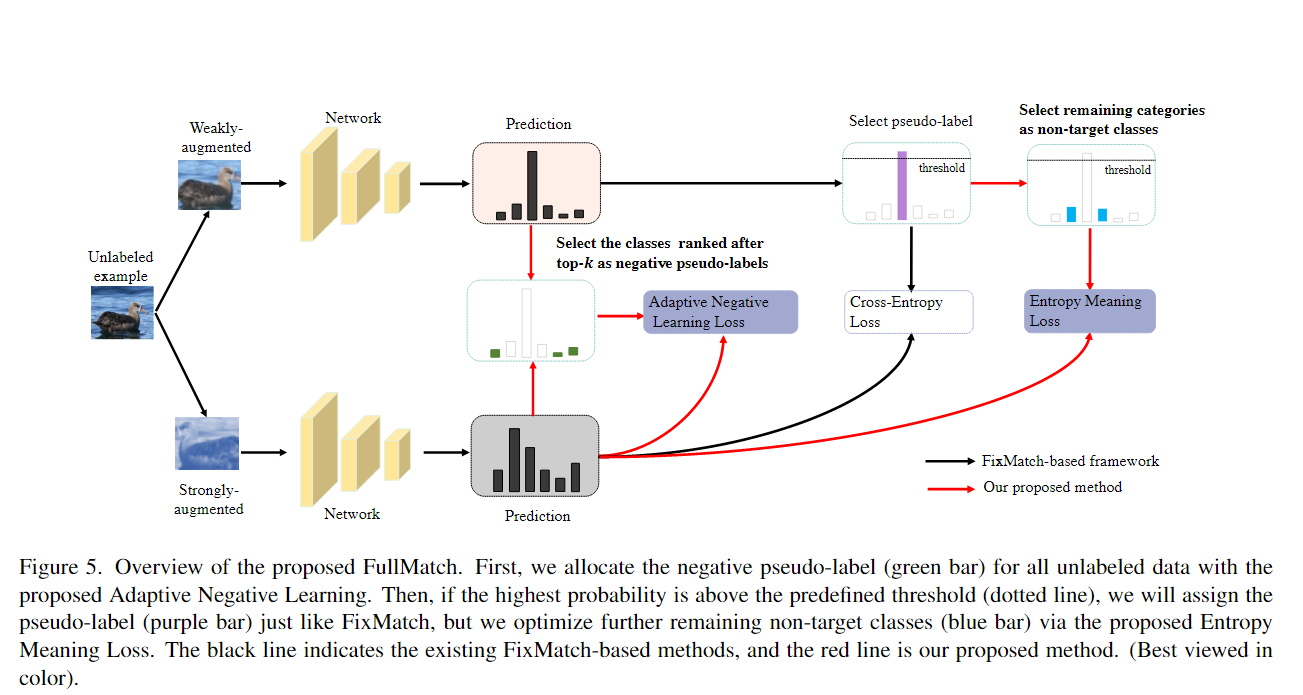 Weakly-
augmented
Network
Prediction
Select pseudo-label
Select remaining categories
as non-target classes
threshold
threshold
Unlabeled
example
Select the classes ranked after
top-k as negative pseudo-labels
Adaptive Negative
Learning Loss
Cross-Entropy
Loss
Entropy Meaning
Loss
Strongly-
augmented
Network
Prediction
FixMatch-based framework
Our proposed method
Figure 5. Overview of the proposed FullMatch. First, we allocate the negative pseudo-label (green bar) for all unlabeled data with the
proposed Adaptive Negative Learning. Then, if the highest probability is above the predefined threshold (dotted line), we will assign the
pseudo-label (purple bar) just like FixMatch, but we optimize further remaining non-target classes (blue bar) via the proposed Entropy
Meaning Loss. The black line indicates the existing FixMatch-based methods, and the red line is our proposed method. (Best viewed in
color).